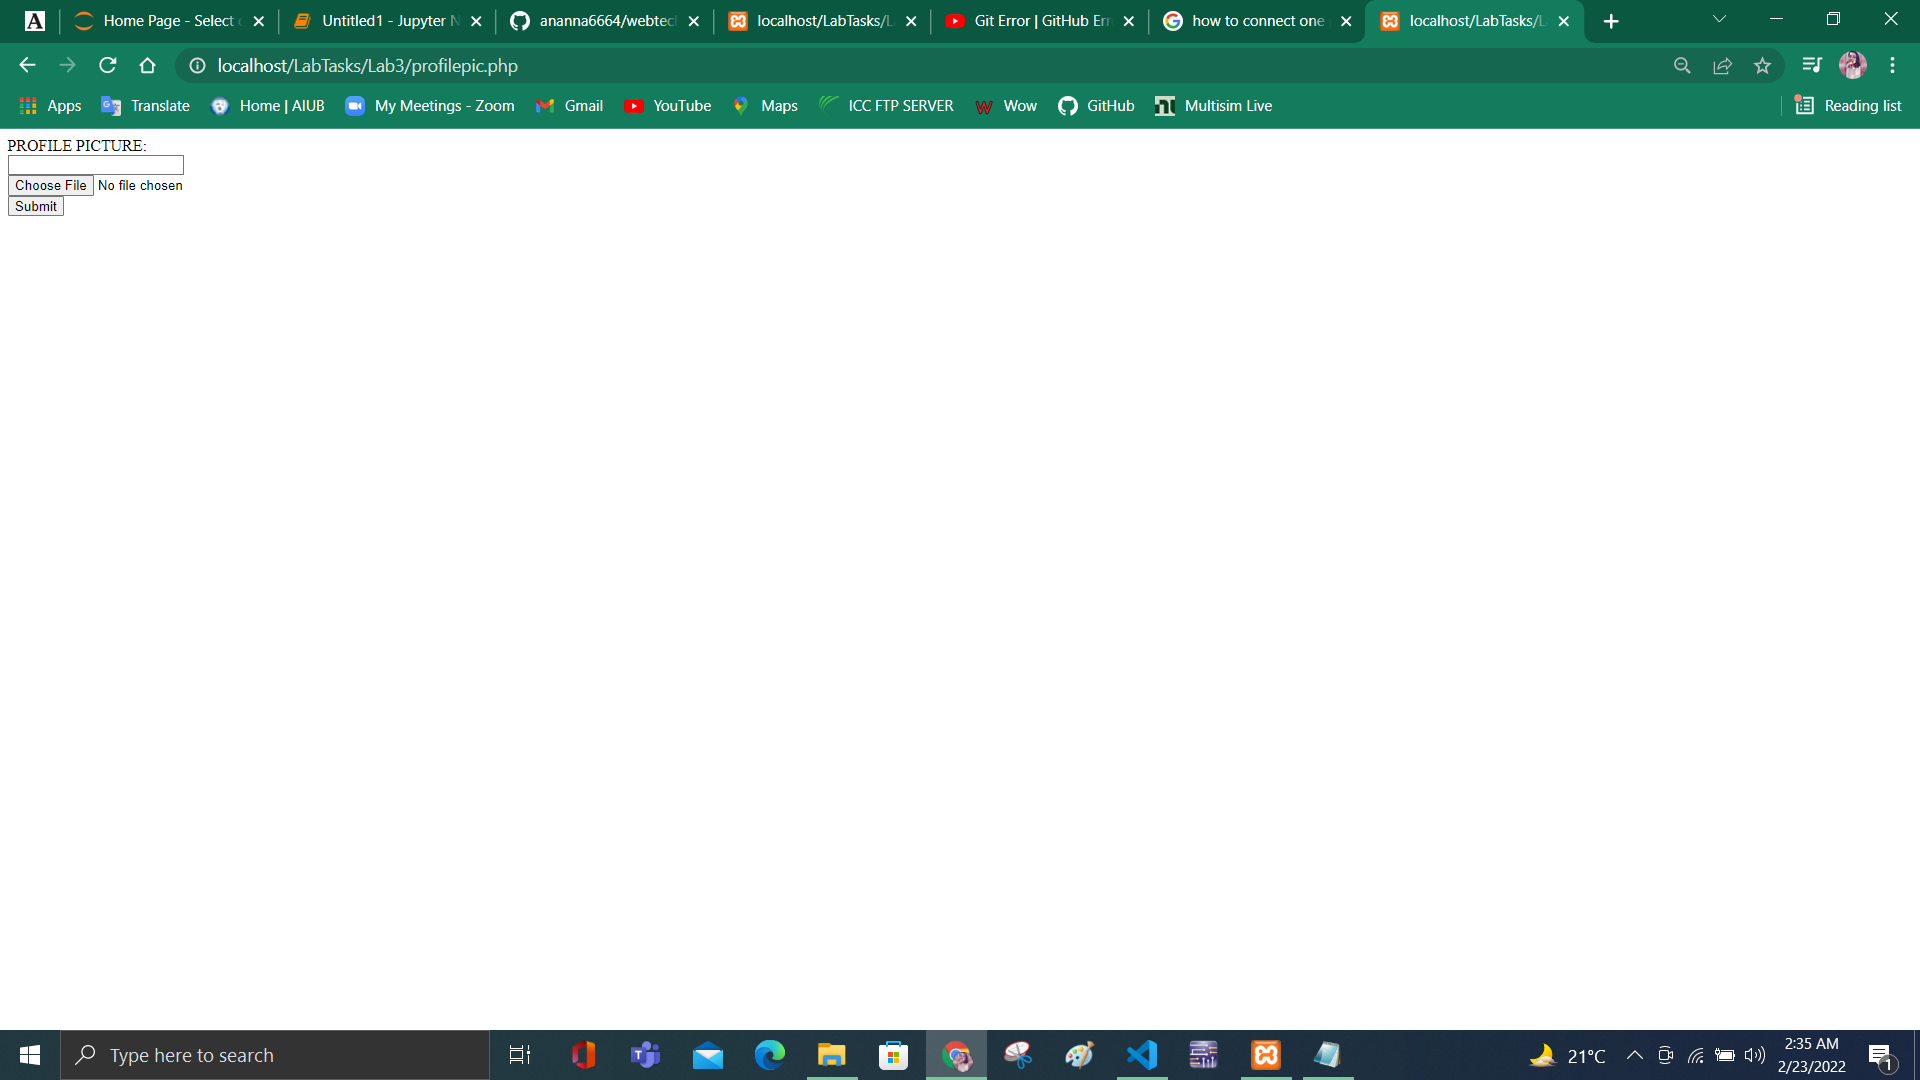 A
Home Page - Select
Untitled1 - Jupyter N
ananna6664/webtech
localhost/LabTasks/L
Git Error | GitHub Err
how to connect one
localhost/LabTasks/L
localhost/LabTasks/Lab3/profilepic.php
Apps
Translate
Home | AIUB
My Meetings - Zoom
Gmail
YouTube
Maps
ICC FTP SERVER
Wow
GitHub
Multisim Live
Reading list
PROFILE PICTURE:
Choose File No file chosen
Submit
Type here to search
21°C
2:35 AM
2/23/2022
1